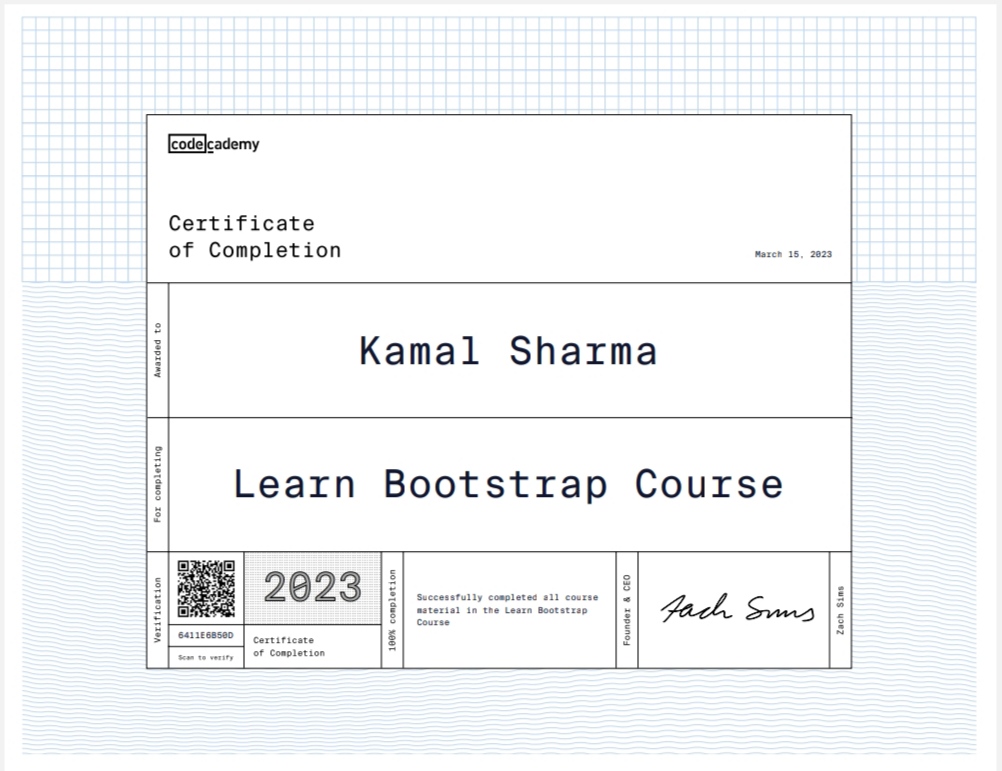 codecademy
Certificate
of Completion
March 15, 2023
Awarded to
Kamal Sharma
For completing
Learn Bootstrap Course
Verification
6411E6B50D
Scan to verify
2023
Certificate
of Completion
100% completion
Successfully completed all course
material in the Learn Bootstrap
Course
Founder & CEO
Zach Sims
Zach Sims